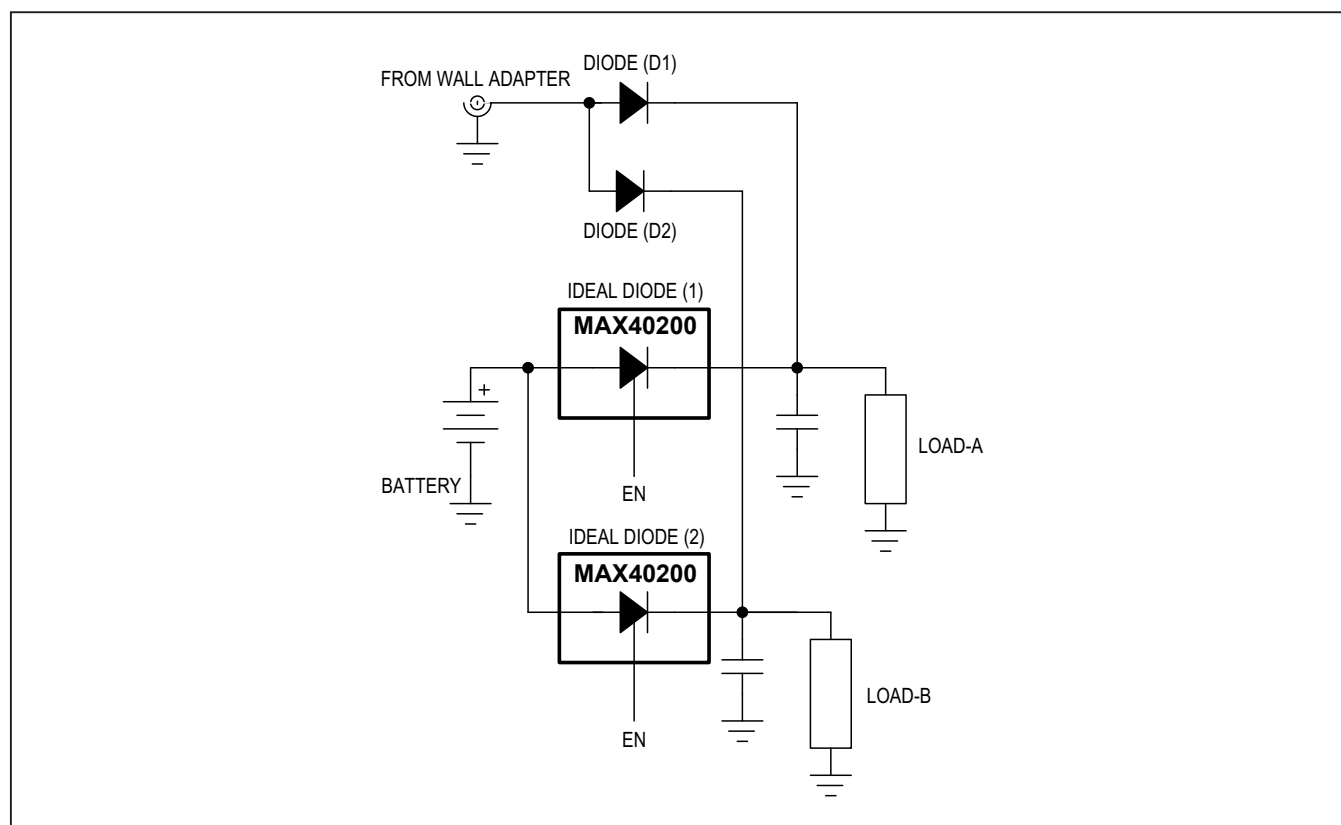 DIODE (D1)
FROM WALL ADAPTER
DIODE (D2)
IDEAL DIODE (1)
MAX40200
+
LOAD-A
BATTERY
EN
IDEAL DIODE (2)
MAX40200
LOAD-B
EN